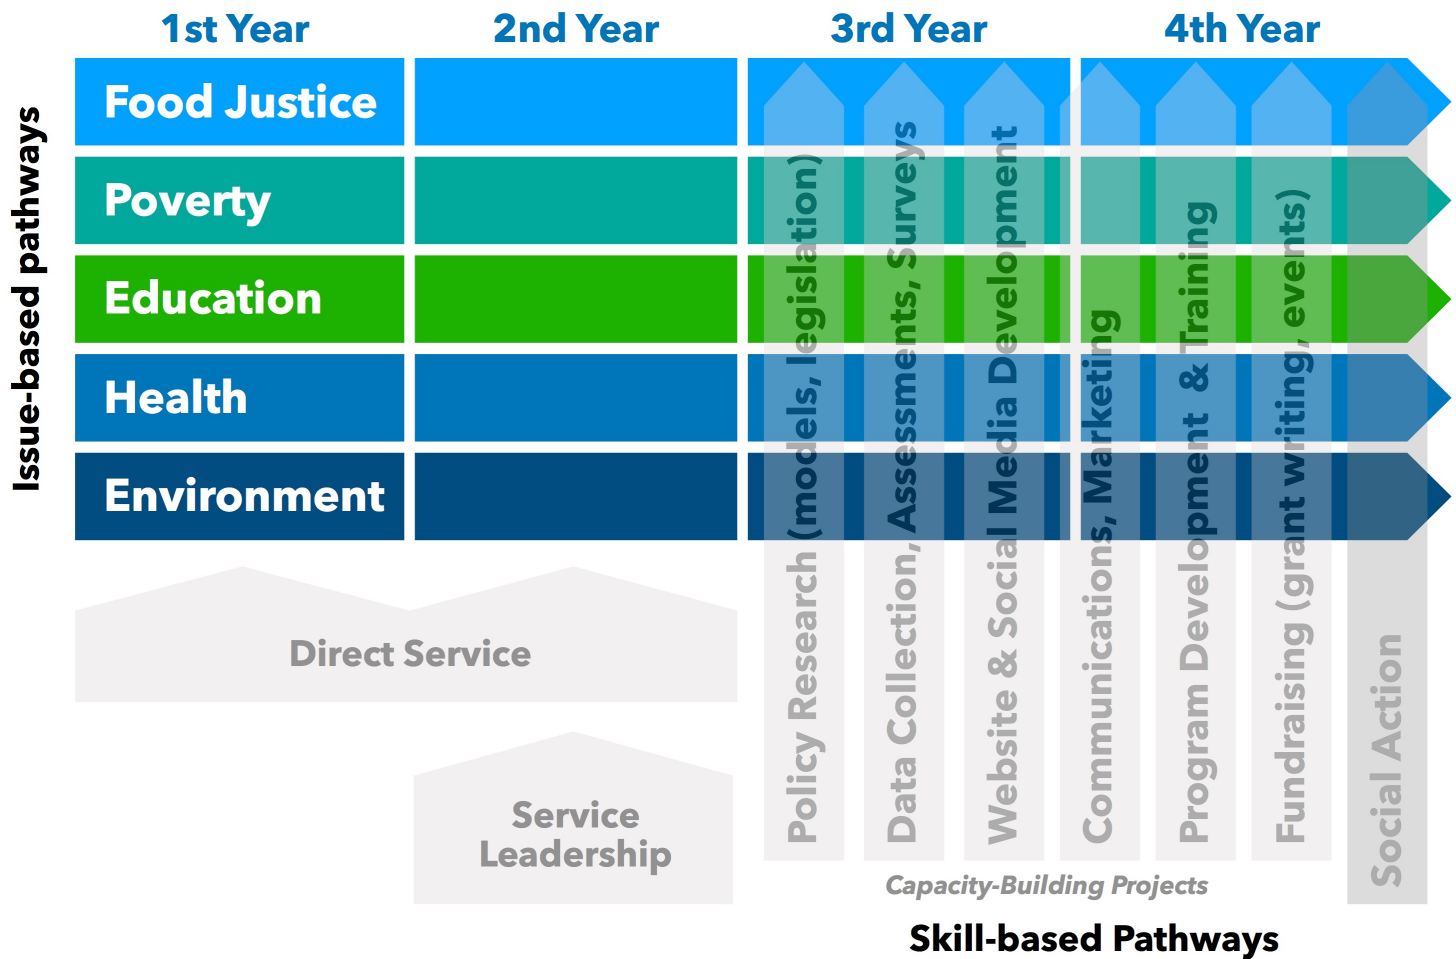 1st Year
2nd Year
3rd Year
4th Year
Issue-based pathways
Food Justice
Poverty
Education
Health
Environment
Direct Service
Service
Leadership
Policy Research (models, legislation)
Data Collection, Assessments, Surveys
Website & Social Media Development
Communications, Marketing
Program Development & Training
Fundraising (grant writing, events)
Social Action
Capacity-Building Projects
Skill-based Pathways